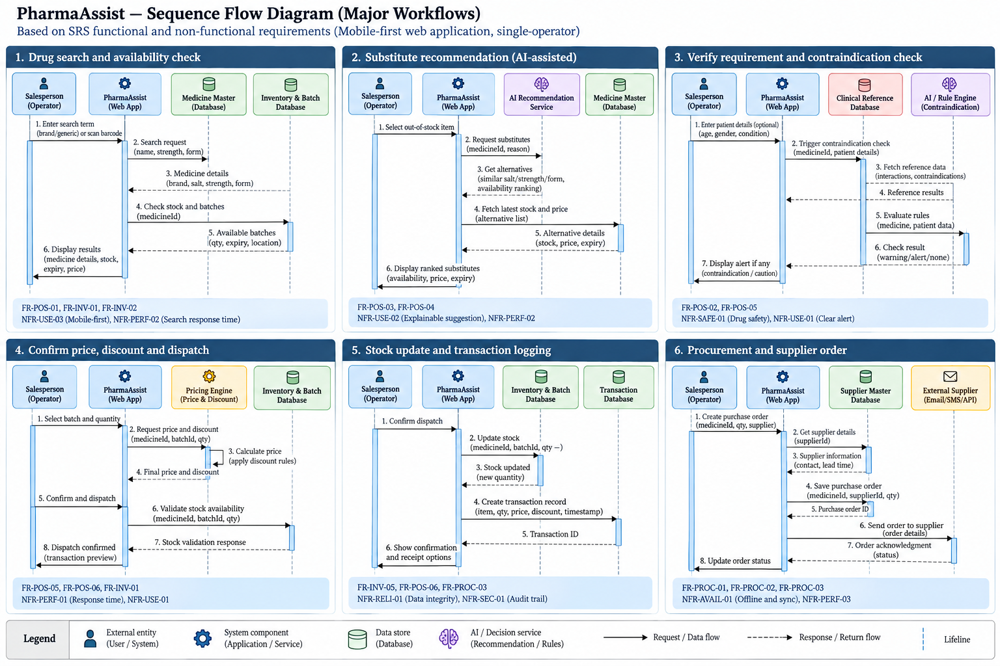 PharmaAssist — Sequence Flow Diagram (Major Workflows)
Based on SRS functional and non-functional requirements (Mobile-first web application, single-operator)
1. Drug search and availability check
Salesperson
(Operator)
PharmaAssist
(Web App)
Medicine Master
(Database)
Inventory & Batch
Database
1. Enter search term
(brand/generic) or scan barcode
2. Search request
(name, strength, form)
3. Medicine details
(brand, salt, strength, form)
4. Check stock and batches
(medicineId)
5. Available batches
(qty, expiry, location)
6. Display results
(medicine details, stock,
expiry, price)
FR-POS-01, FR-INV-01, FR-INV-02
NFR-USE-03 (Mobile-first), NFR-PERF-02 (Search response time)
2. Substitute recommendation (AI-assisted)
Salesperson
(Operator)
PharmaAssist
(Web App)
AI Recommendation
Service
Medicine Master
(Database)
1. Select out-of-stock item
2. Request substitutes
(medicineId, reason)
3. Get alternatives
(similar salt/strength/form,
availability ranking)
4. Fetch latest stock and price
(alternative list)
5. Alternative details
(stock, price, expiry)
6. Display ranked substitutes
(availability, price, expiry)
FR-POS-03, FR-POS-04
NFR-USE-02 (Explainable suggestion), NFR-PERF-02
3. Verify requirement and contraindication check
Salesperson
(Operator)
PharmaAssist
(Web App)
Clinical Reference
Database
AI / Rule Engine
(Contraindication)
1. Enter patient details (optional)
(age, gender, condition)
2. Trigger contraindication check
(medicineId, patient details)
3. Fetch reference data
(interactions, contraindications)
4. Reference results
5. Evaluate rules
(medicine, patient data)
6. Check result
(warning/alert/none)
7. Display alert if any
(contraindication / caution)
FR-POS-02, FR-POS-05
NFR-SAFE-01 (Drug safety), NFR-USE-01 (Clear alert)
4. Confirm price, discount and dispatch
Salesperson
(Operator)
PharmaAssist
(Web App)
Pricing Engine
(Price & Discount)
Inventory & Batch
Database
1. Select batch and quantity
2. Request price and discount
(medicineId, batchId, qty)
3. Calculate price
(apply discount rules)
4. Final price and discount
5. Confirm and dispatch
6. Validate stock availability
(medicineId, batchId, qty)
7. Stock validation response
8. Dispatch confirmed
(transaction preview)
FR-POS-05, FR-POS-06, FR-INV-01
NFR-PERF-01 (Response time), NFR-USE-01
5. Stock update and transaction logging
Salesperson
(Operator)
PharmaAssist
(Web App)
Inventory & Batch
Database
Transaction
Database
1. Confirm dispatch
2. Update stock
(medicineId, batchId, qty −)
3. Stock updated
(new quantity)
4. Create transaction record
(item, qty, price, discount, timestamp)
5. Transaction ID
6. Show confirmation
and receipt options
FR-INV-05, FR-POS-06, FR-PROC-03
NFR-RELI-01 (Data integrity), NFR-SEC-01 (Audit trail)
6. Procurement and supplier order
Salesperson
(Operator)
PharmaAssist
(Web App)
Supplier Master
Database
External Supplier
(Email/SMS/API)
1. Create purchase order
(medicineId, qty, supplier)
2. Get supplier details
(supplierId)
3. Supplier information
(contact, lead time)
4. Save purchase order
(medicineId, supplierId, qty)
5. Purchase order ID
6. Send order to supplier
(order details)
7. Order acknowledgment
(status)
8. Update order status
FR-PROC-01, FR-PROC-02, FR-PROC-03
NFR-AVAIL-01 (Offline and sync), NFR-PERF-03
Legend
External entity
(User / System)
System component
(Application / Service)
Data store
(Database)
AI / Decision service
(Recommendation / Rules)
Request / Data flow
Response / Return flow
Lifeline